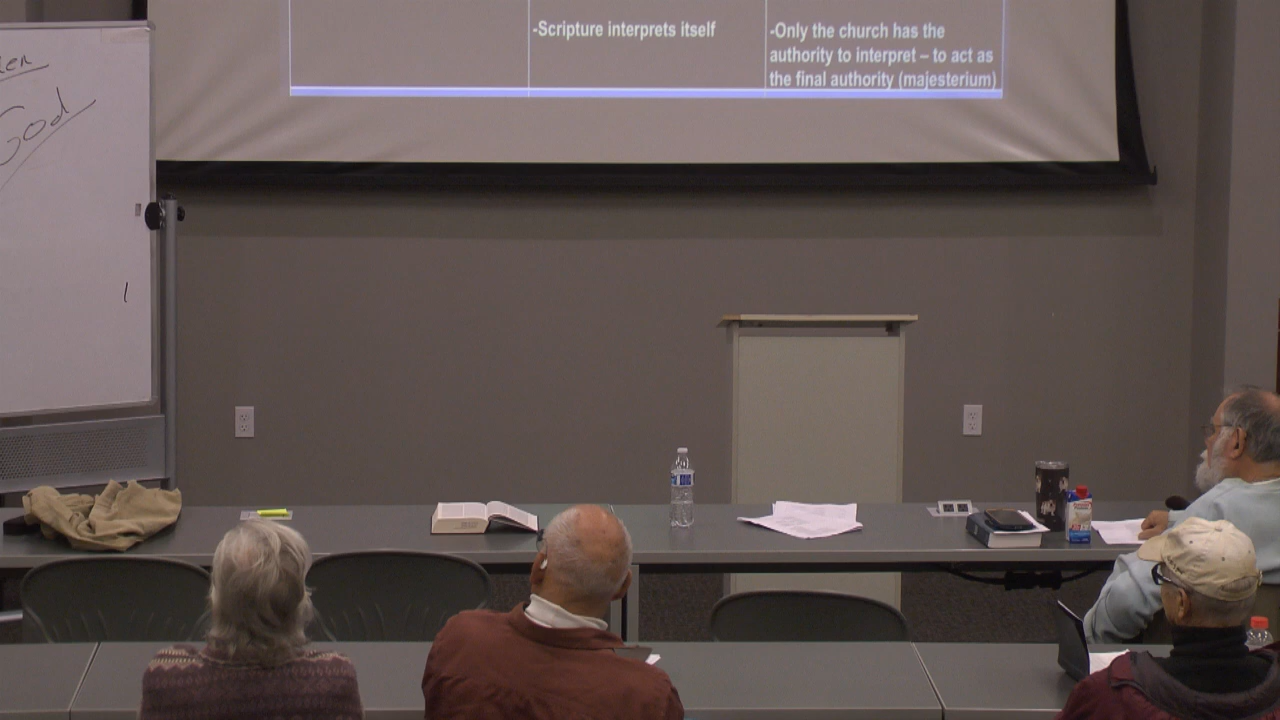 God
-Scripture interprets itself
-Only the church has the
authority to interpret – to act as
the final authority (majesterium)